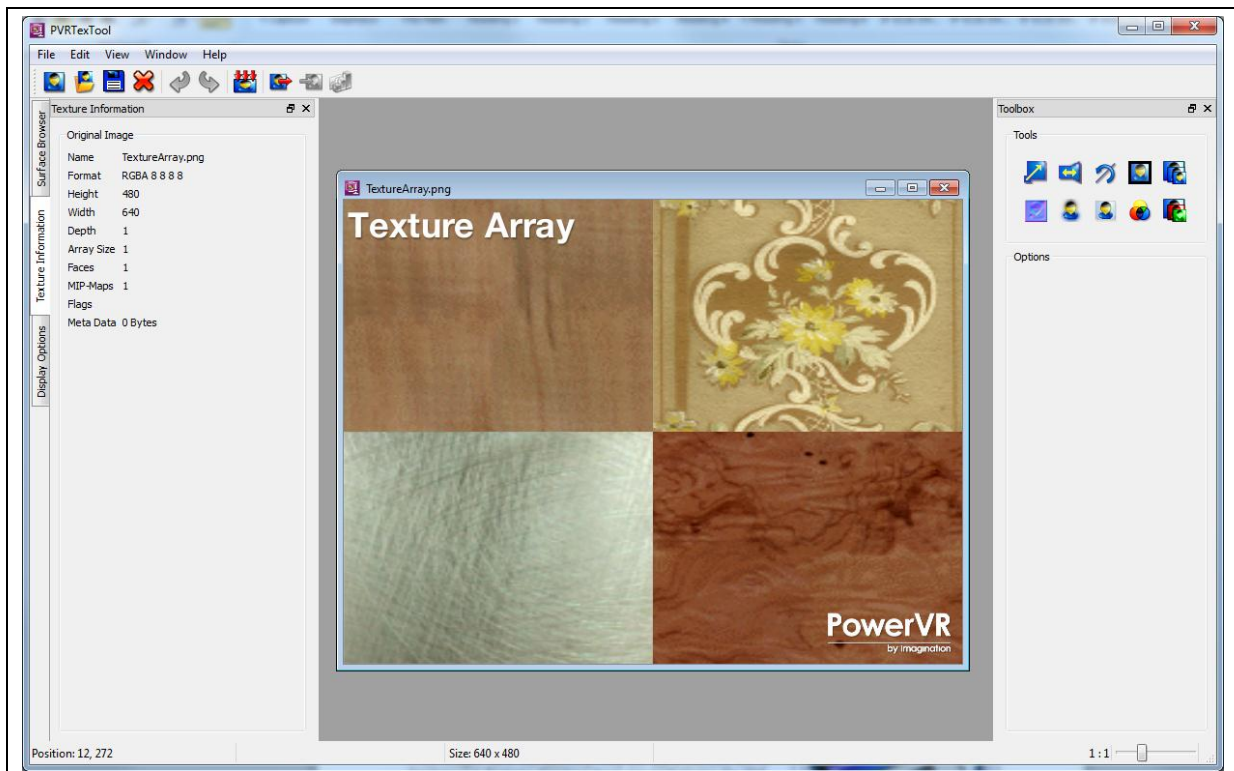 PVRTexTool
File Edit View Window Help
Surface Browser
Texture Information
Display Options
Texture Information
Original Image
Name TextureArray.png
Format RGBA 8 8 8 8
Height 480
Width 640
Depth 1
Array Size 1
Faces 1
MIP-Maps 1
Flags
Meta Data 0 Bytes
TextureArray.png
Texture Array
PowerVR
by Imagination
Toolbox
Tools
Options
Position: 12, 272
Size: 640 x 480
1 : 1